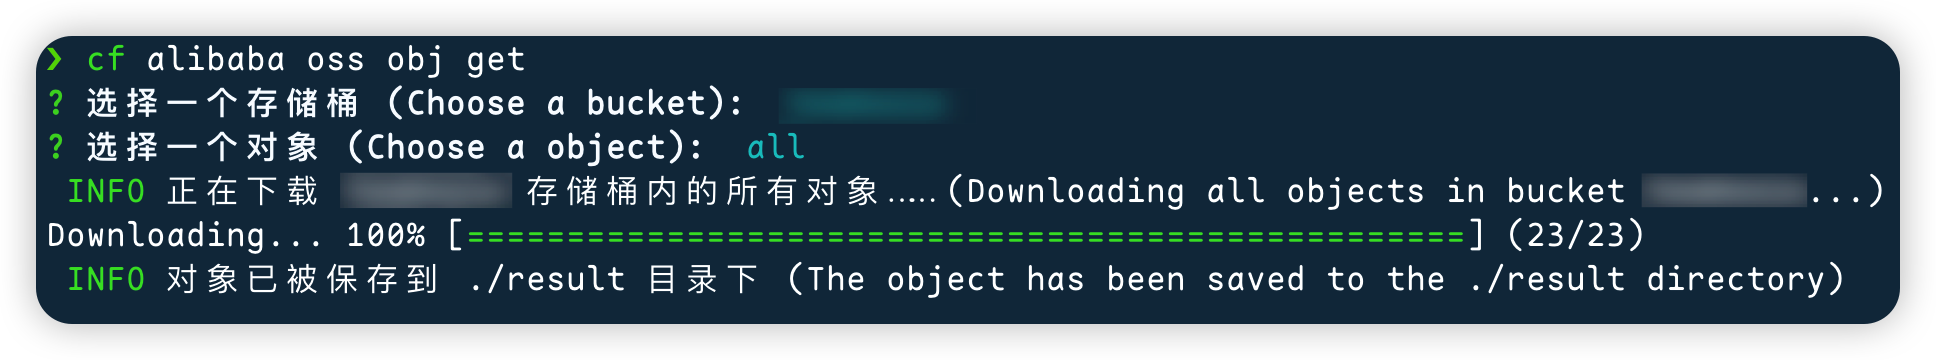 ❯ cf alibaba oss obj get
? 选择一个存储桶 (Choose a bucket):
? 选择一个对象 (Choose a object): all
INFO 正在下载 存储桶内的所有对象.....(Downloading all objects in bucket ...)
Downloading... 100% [==================================================] (23/23)
INFO 对象已被保存到 ./result 目录下 (The object has been saved to the ./result directory)